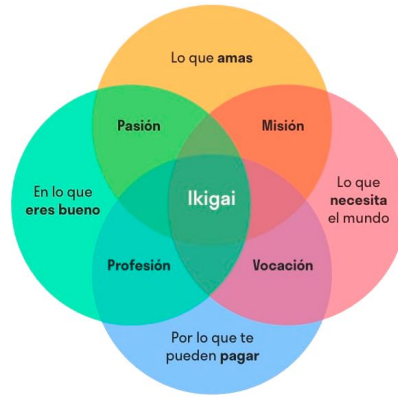 Lo que amas
Pasión
Misión
En lo que
eres bueno
Ikigai
Lo que
necesita
el mundo
Profesión
Vocación
Por lo que te
pueden pagar